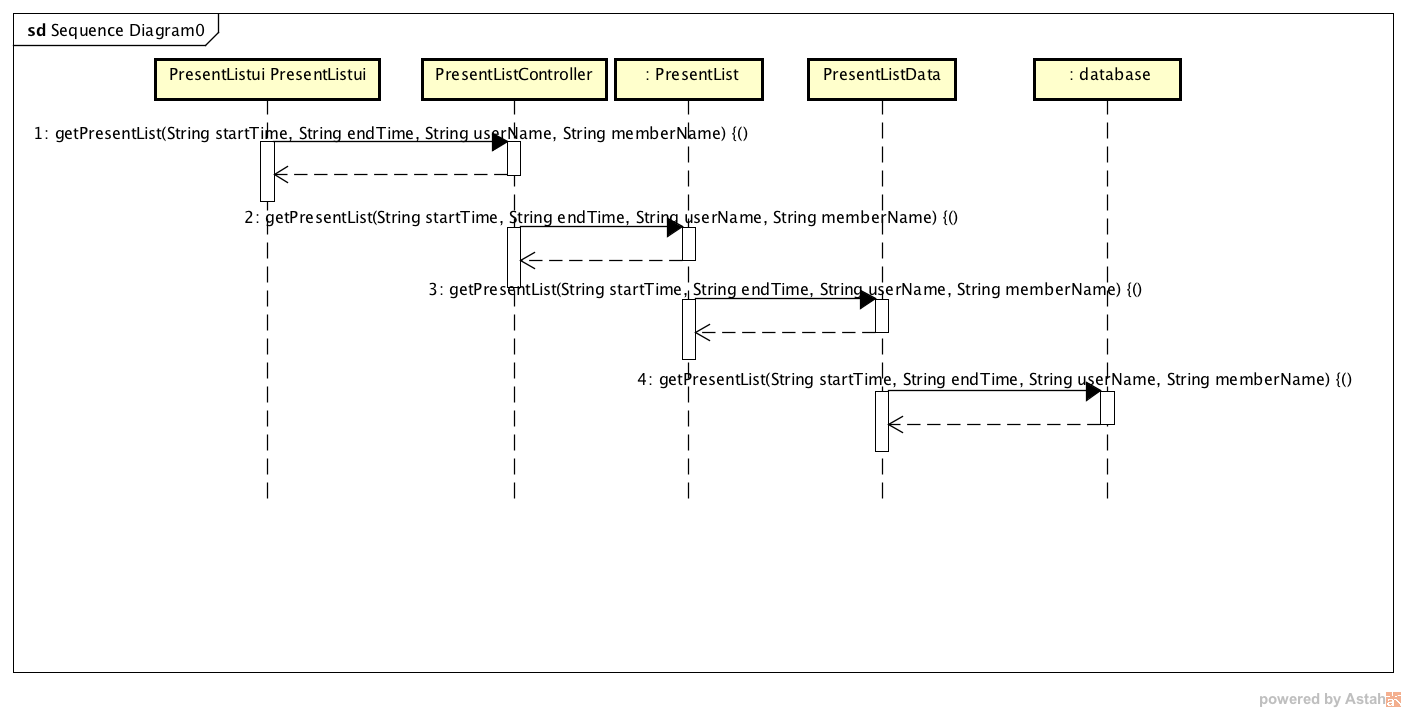 sd Sequence Diagram0
PresentListui PresentListui
PresentListController
: PresentList
PresentListData
: database
1: getPresentList(String startTime, String endTime, String userName, String memberName) {()
2: getPresentList(String startTime, String endTime, String userName, String memberName) {()
3: getPresentList(String startTime, String endTime, String userName, String memberName) {()
4: getPresentList(String startTime, String endTime, String userName, String memberName) {()
powered by Astah